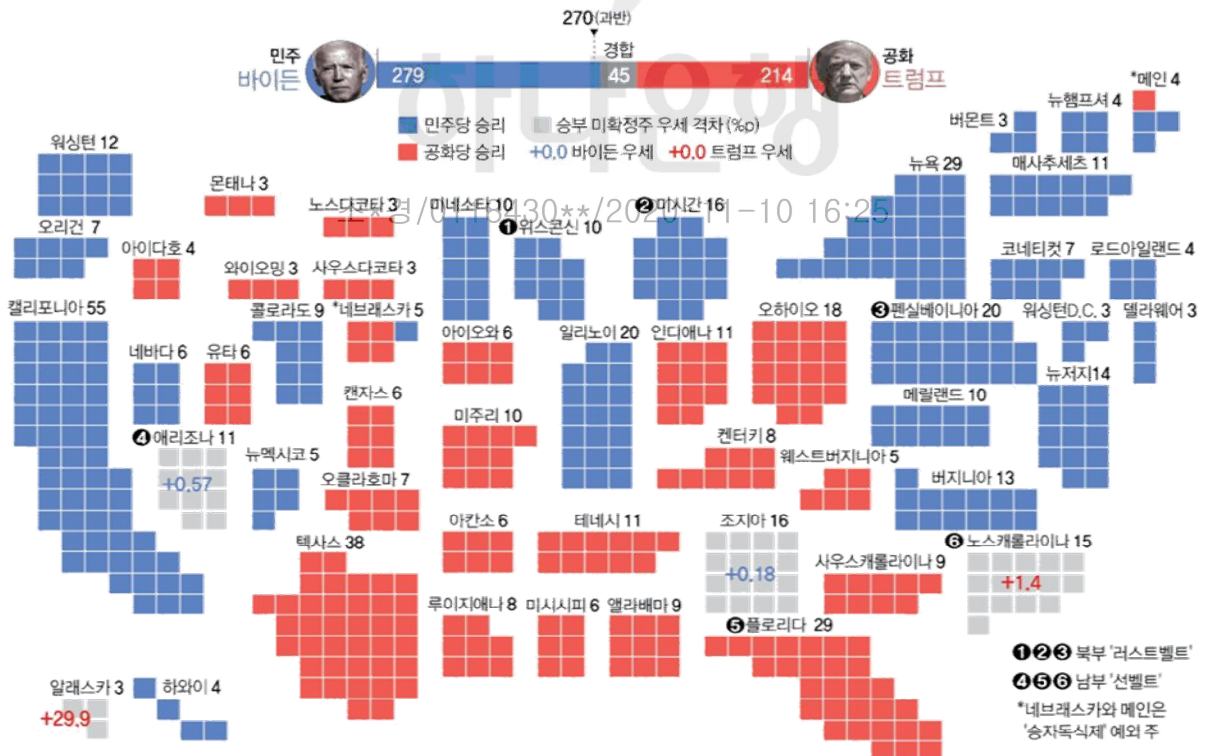 270(과반)
민주
바이든
279
경합
45
214
공화
트럼프
민주당 승리
승부 미확정주 우세 격차(%p)
공화당 승리
+0.0 바이든 우세
+0.0 트럼프 우세
*메인 4
뉴햄프셔 4
버몬트 3
워싱턴 12
뉴욕 29
매사추세츠 11
몬태나 3
노스다코타 3
미네소타 10
❷미시간 16
❶위스콘신 10
오리건 7
아이다호 4
와이오밍 3
사우스다코타 3
코네티컷 7
로드아일랜드 4
캘리포니아 55
콜로라도 9
*네브래스카 5
오하이오 18
❸펜실베이니아 20
워싱턴D.C. 3
델라웨어 3
네바다 6
유타 6
아이오와 6
일리노이 20
인디애나 11
뉴저지14
캔자스 6
메릴랜드 10
미주리 10
❹애리조나 11
+0.57
뉴멕시코 5
오클라호마 7
켄터키 8
웨스트버지니아 5
버지니아 13
아칸소 6
테네시 11
조지아 16
+0.18
❻노스캐롤라이나 15
+1.4
텍사스 38
사우스캐롤라이나 9
루이지애나 8
미시시피 6
앨라배마 9
❺플로리다 29
알래스카 3
+29.9
하와이 4
❶❷❸ 북부 '러스트벨트'
❹❺❻ 남부 '선벨트'
*네브래스카와 메인은
'승자독식제' 예외 주
하나은행